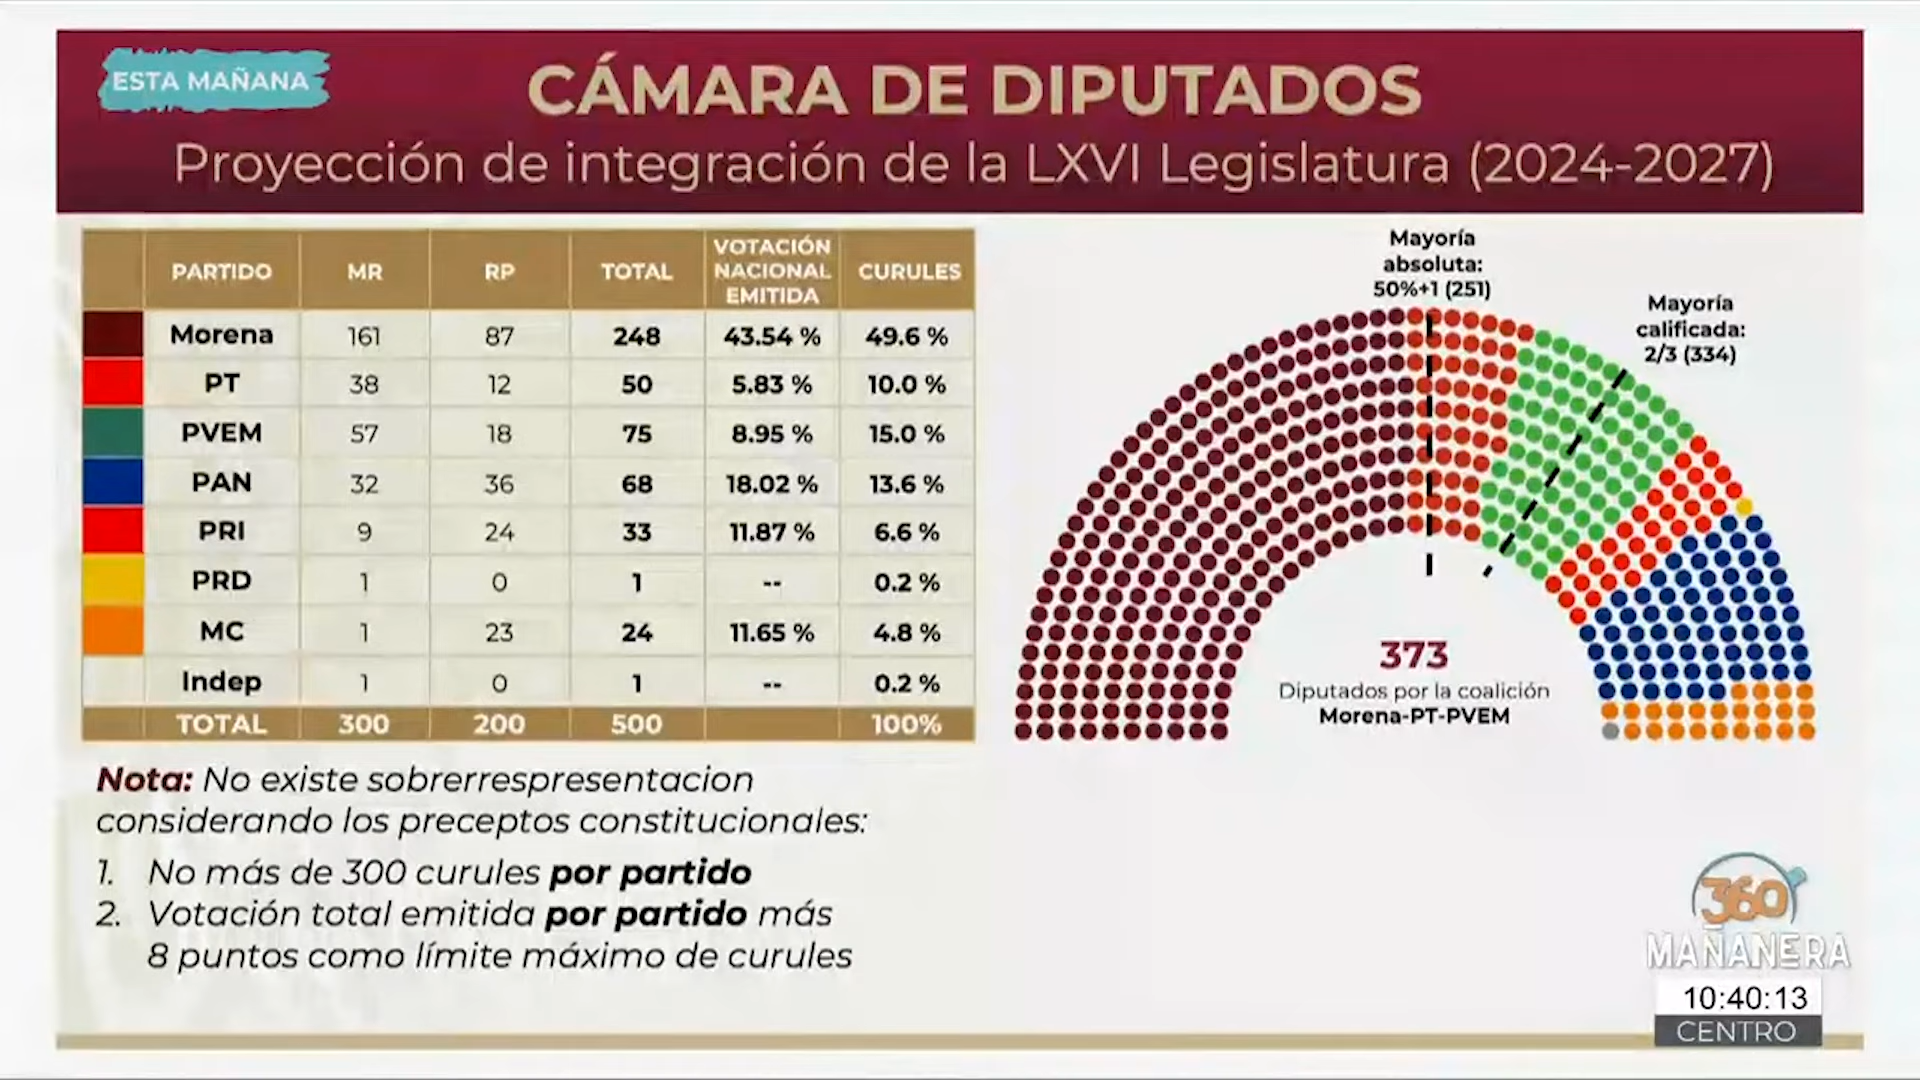 ESTA MAÑANA
CÁMARA DE DIPUTADOS
Proyección de integración de la LXVI Legislatura (2024-2027)
PARTIDO MR RP TOTAL VOTACIÓN NACIONAL EMITIDA CURULES
Morena 161 87 248 43.54 % 49.6 %
PT 38 12 50 5.83 % 10.0 %
PVEM 57 18 75 8.95 % 15.0 %
PAN 32 36 68 18.02 % 13.6 %
PRI 9 24 33 11.87 % 6.6 %
PRD 1 0 1 -- 0.2 %
MC 1 23 24 11.65 % 4.8 %
Indep 1 0 1 -- 0.2 %
TOTAL 300 200 500 100%
Nota: No existe sobrerrespresentacion
considerando los preceptos constitucionales:
1. No más de 300 curules por partido
2. Votación total emitida por partido más
8 puntos como límite máximo de curules
Mayoría
absoluta:
50%+1 (251)
Mayoría
calificada:
2/3 (334)
373
Diputados por la coalición
Morena-PT-PVEM
360
MAÑANERA
10:40:13
CENTRO